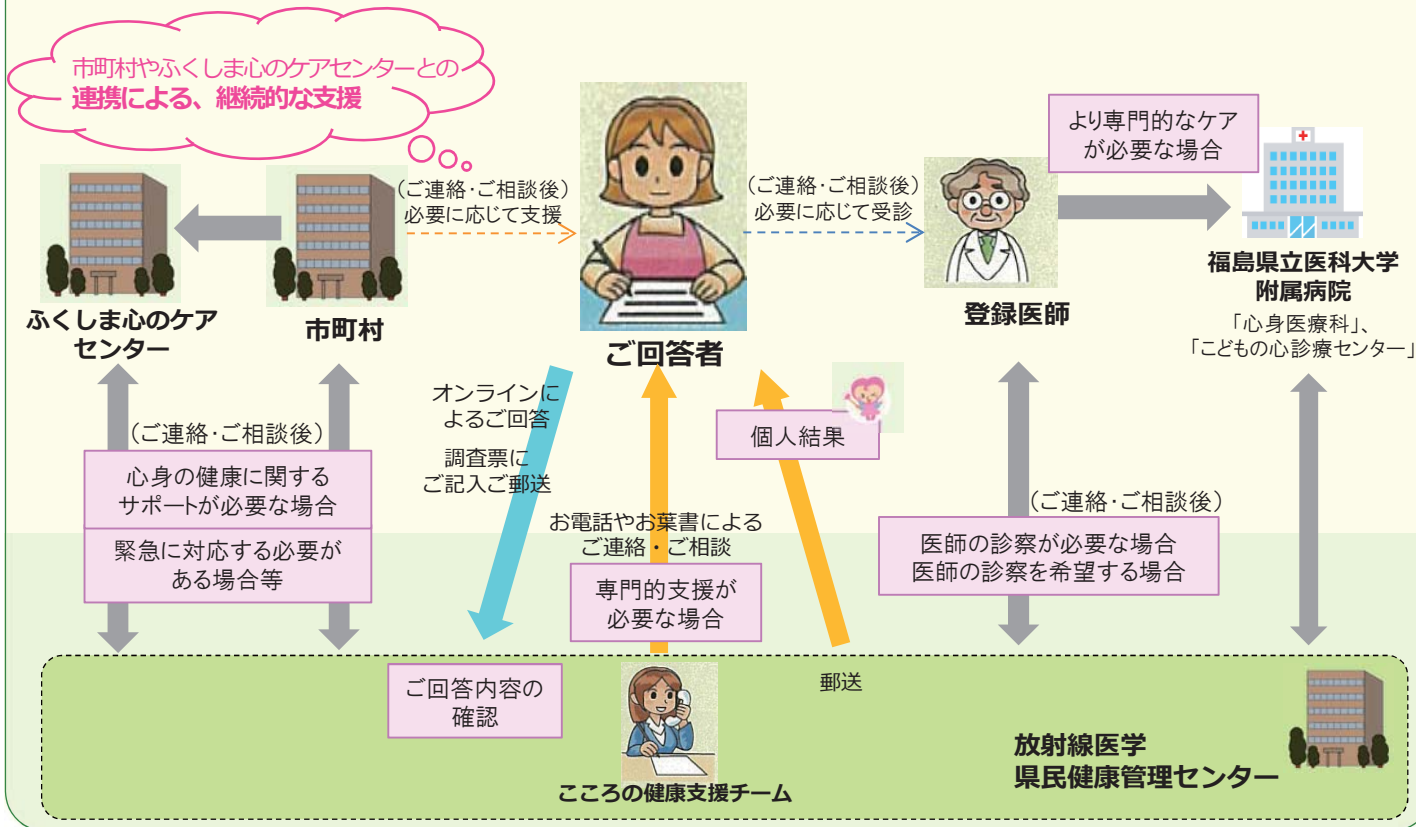 市町村やふくしま心のケアセンターとの
連携による、継続的な支援
ふくしま心のケア
センター
市町村
(ご連絡･ご相談後)
必要に応じて支援
ご回答者
(ご連絡･ご相談後)
必要に応じて受診
登録医師
より専門的なケア
が必要な場合
福島県立医科大学
附属病院
「心身医療科」、
「こどもの心診療センター」
(ご連絡･ご相談後)
心身の健康に関する
サポートが必要な場合
緊急に対応する必要が
ある場合等
オンラインに
よるご回答
調査票に
ご記入ご郵送
お電話やお葉書による
ご連絡・ご相談
専門的支援が
必要な場合
個人結果
(ご連絡･ご相談後)
医師の診察が必要な場合
医師の診察を希望する場合
ご回答内容の
確認
こころの健康支援チーム
郵送
放射線医学
県民健康管理センター